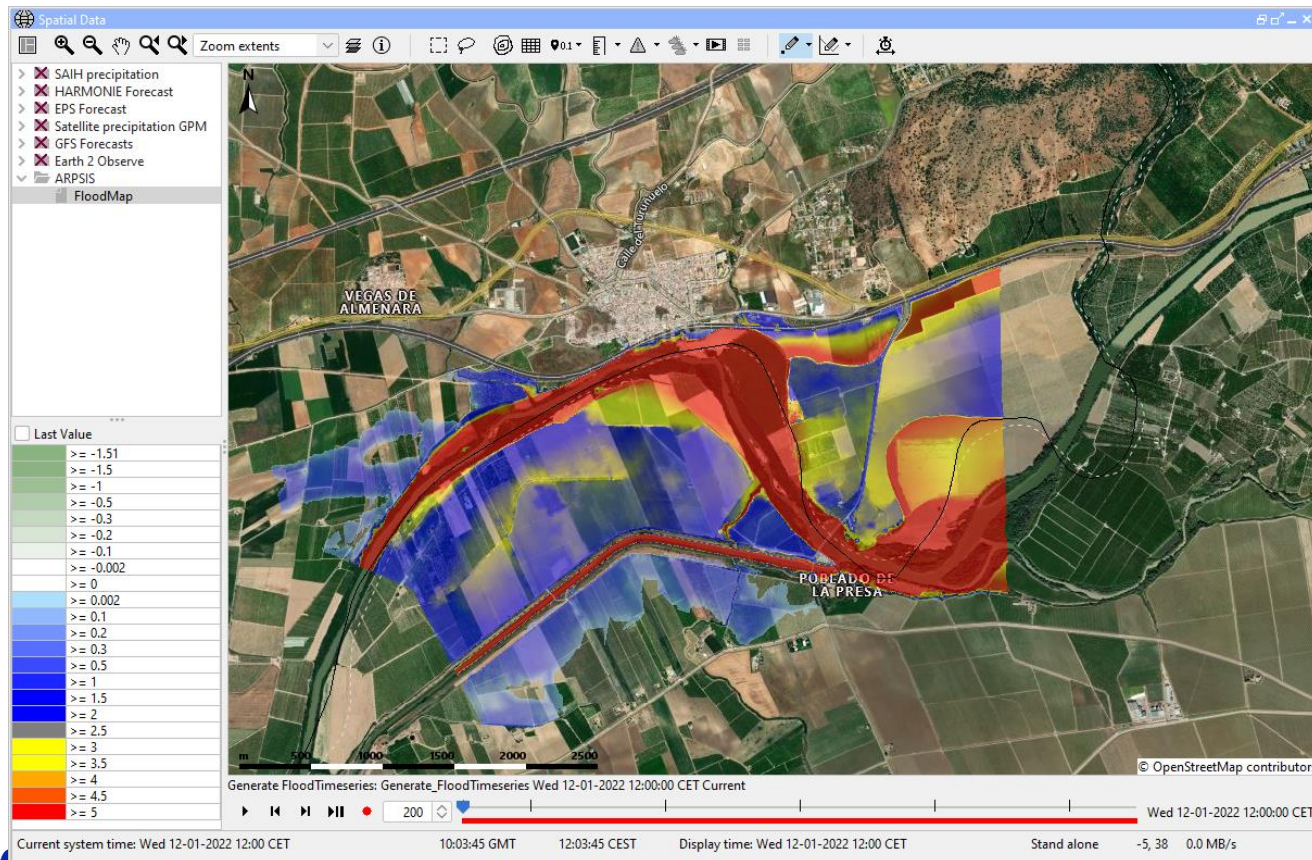 Spatial Data
Zoom extents
0.1
SAIH precipitation
HARMONIE Forecast
EPS Forecast
Satellite precipitation GPM
GFS Forecasts
Earth 2 Observe
ARPSIS
FloodMap
Last Value
>= -1.51
>= -1.5
>= -1
>= -0.5
>= -0.3
>= -0.2
>= -0.1
>= -0.002
>= 0
>= 0.002
>= 0.1
>= 0.2
>= 0.3
>= 0.5
>= 1
>= 1.5
>= 2
>= 2.5
>= 3
>= 3.5
>= 4
>= 4.5
>= 5
N
Calle del Turuñuelo
VEGAS DE
ALMENARA
POBLADO DE
LA PRESA
m 500 1000 1500 2000 2500
© OpenStreetMap contributor
Generate FloodTimeseries: Generate_FloodTimeseries Wed 12-01-2022 12:00:00 CET Current
200
Wed 12-01-2022 12:00:00 CET
Current system time: Wed 12-01-2022 12:00 CET 10:03:45 GMT 12:03:45 CEST Display time: Wed 12-01-2022 12:00 CET Stand alone -5, 38 0.0 MB/s